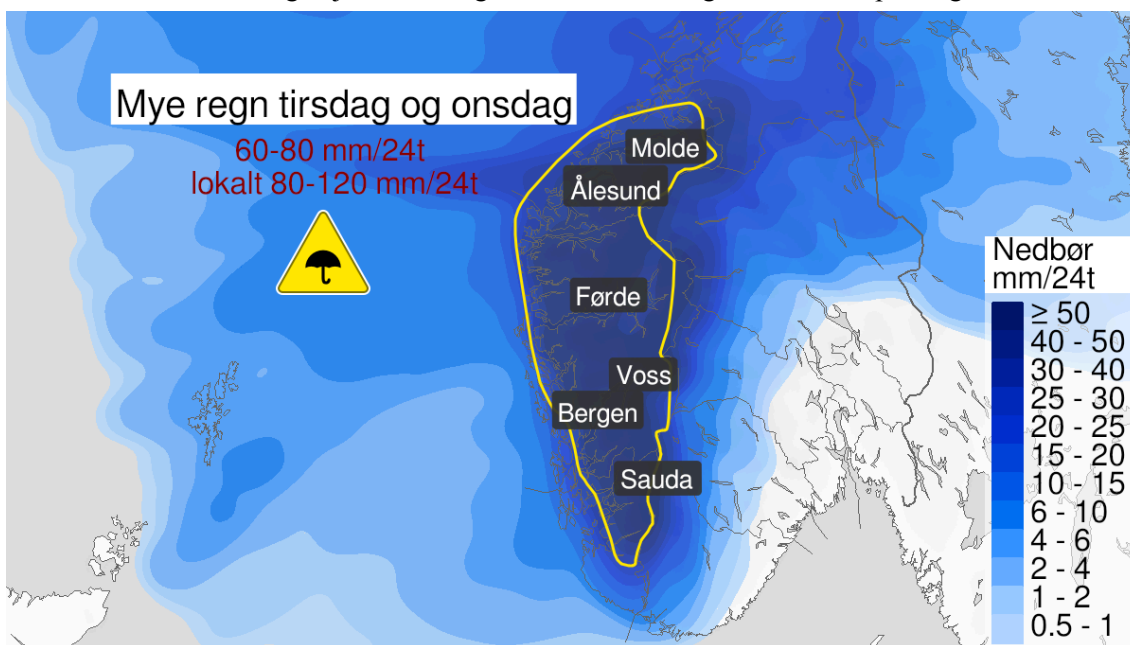 Mye regn tirsdag og onsdag
60-80 mm/24t
lokalt 80-120 mm/24t
Molde
Ålesund
Førde
Voss
Bergen
Sauda
Nedbør
mm/24t
≥ 50
40 - 50
30 - 40
25 - 30
20 - 25
15 - 20
10 - 15
6 - 10
4 - 6
2 - 4
1 - 2
0.5 - 1